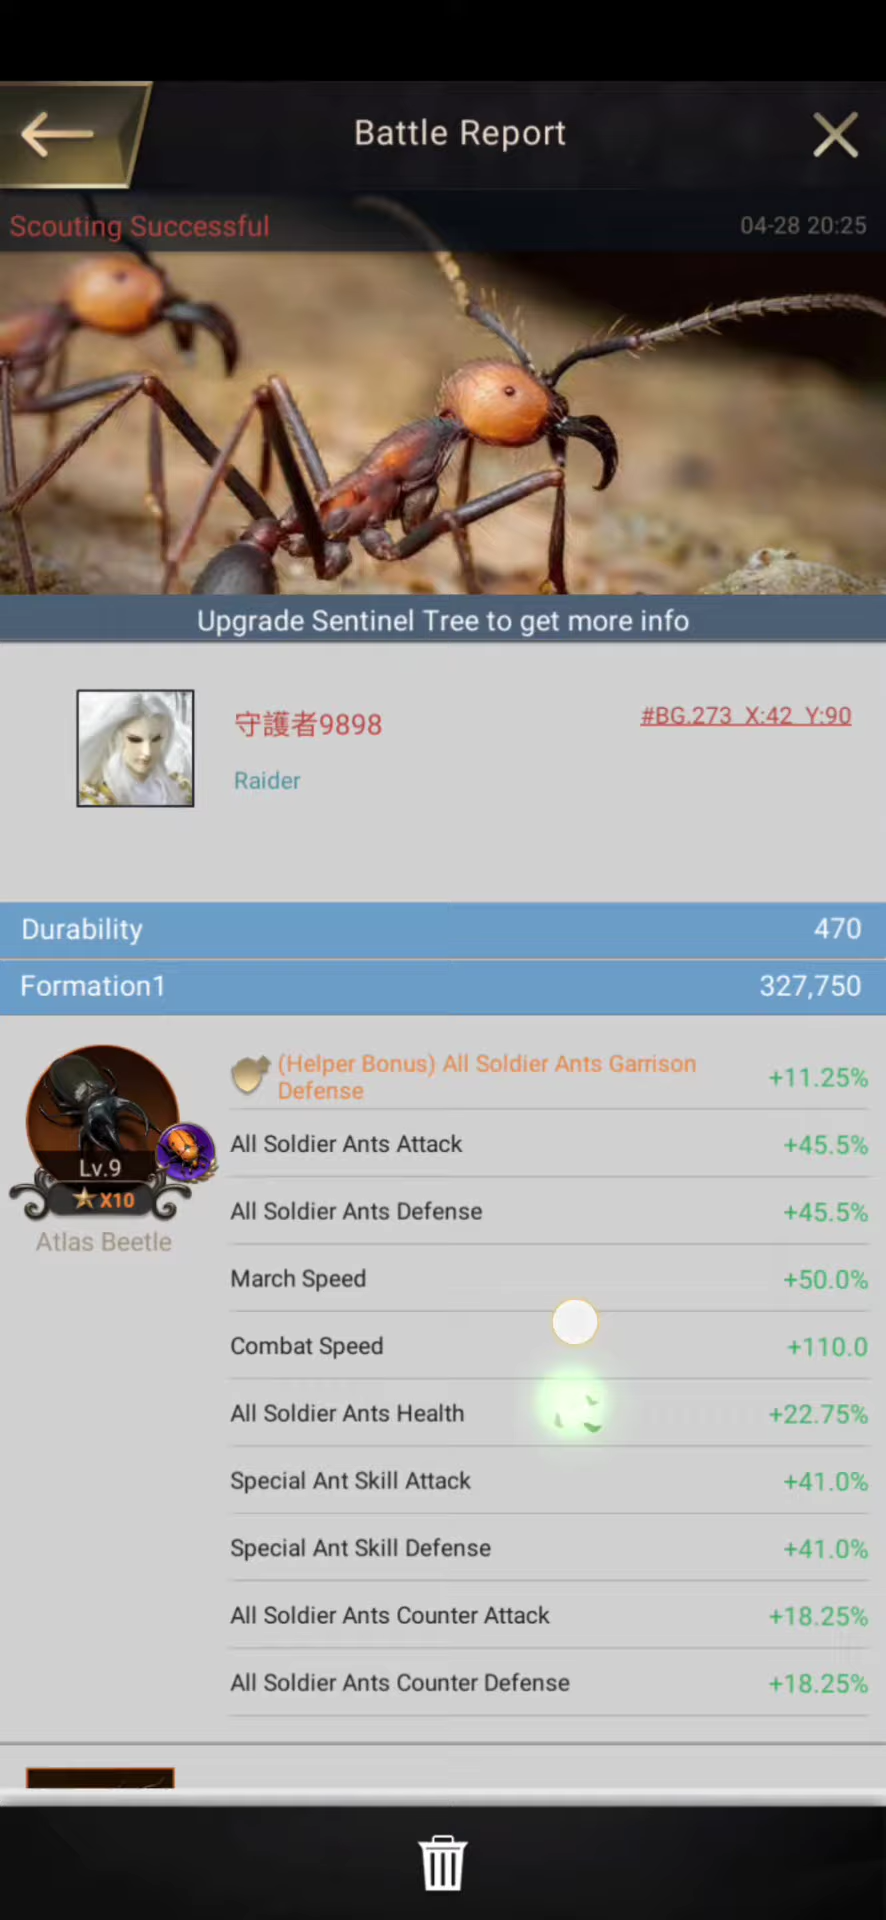 Battle Report
Scouting Successful
04-28 20:25
Upgrade Sentinel Tree to get more info
守護者9898
#BG.273 X:42 Y:90
Raider
Durability
470
Formation1
327,750
(Helper Bonus) All Soldier Ants Garrison
Defense
+11.25%
All Soldier Ants Attack
+45.5%
Lv.9
X10
All Soldier Ants Defense
+45.5%
Atlas Beetle
March Speed
+50.0%
Combat Speed
+110.0
All Soldier Ants Health
+22.75%
Special Ant Skill Attack
+41.0%
Special Ant Skill Defense
+41.0%
All Soldier Ants Counter Attack
+18.25%
All Soldier Ants Counter Defense
+18.25%